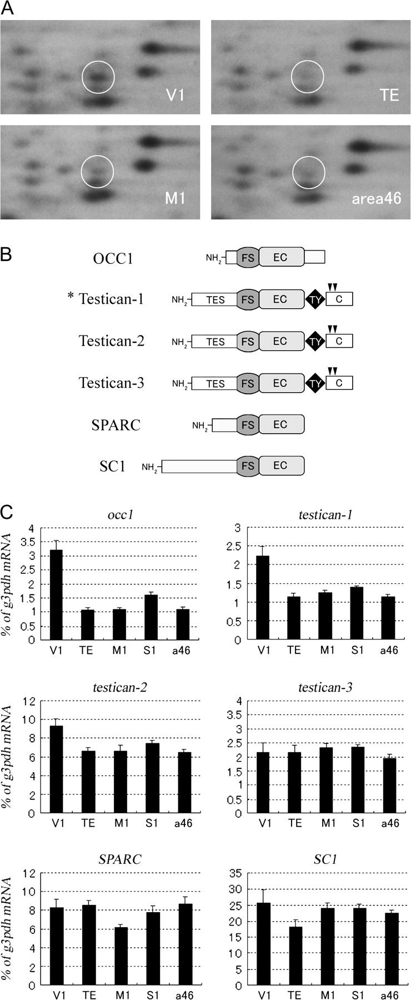 A
V1
TE
M1
area46
B
OCC1
NH2
FS
EC
* Testican-1
NH2
TES
FS
EC
TY
C
Testican-2
NH2
TES
FS
EC
TY
C
Testican-3
NH2
TES
FS
EC
TY
C
SPARC
NH2
FS
EC
SC1
NH2
FS
EC
C
occ1
% of g3pdh mRNA
4
3.5
3
2.5
2
1.5
1
0.5
0
V1 TE M1 S1 a46
testican-1
3
2.5
2
1.5
1
0.5
0
V1 TE M1 S1 a46
testican-2
% of g3pdh mRNA
12
10
8
6
4
2
0
V1 TE M1 S1 a46
testican-3
4
3.5
3
2.5
2
1.5
1
0.5
0
V1 TE M1 S1 a46
SPARC
% of g3pdh mRNA
12
10
8
6
4
2
0
V1 TE M1 S1 a46
SC1
35
30
25
20
15
10
5
0
V1 TE M1 S1 a46